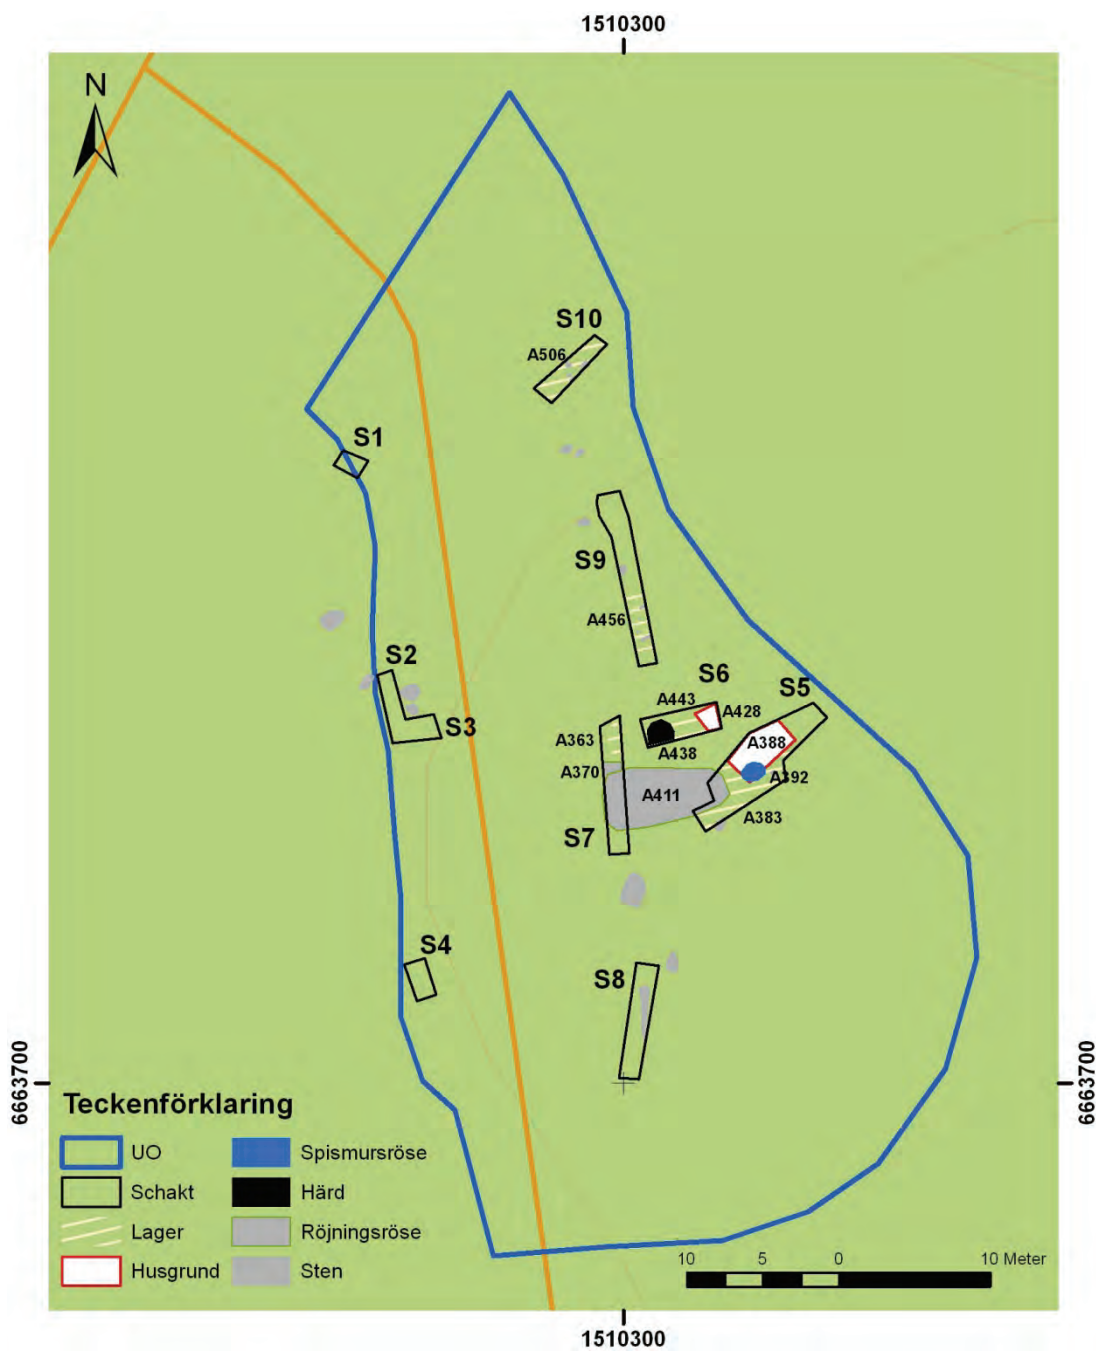 1510300
N
S10
A506
S1
S9
A456
S2
S6
S5
A443
A428
S3
A363
A388
A438
A370
A392
A411
A383
S7
S4
S8
6663700
6663700
Teckenförklaring
UO
Spismursröse
Schakt
Härd
Lager
Röjningsröse
Husgrund
Sten
10 5 0 10 Meter
1510300